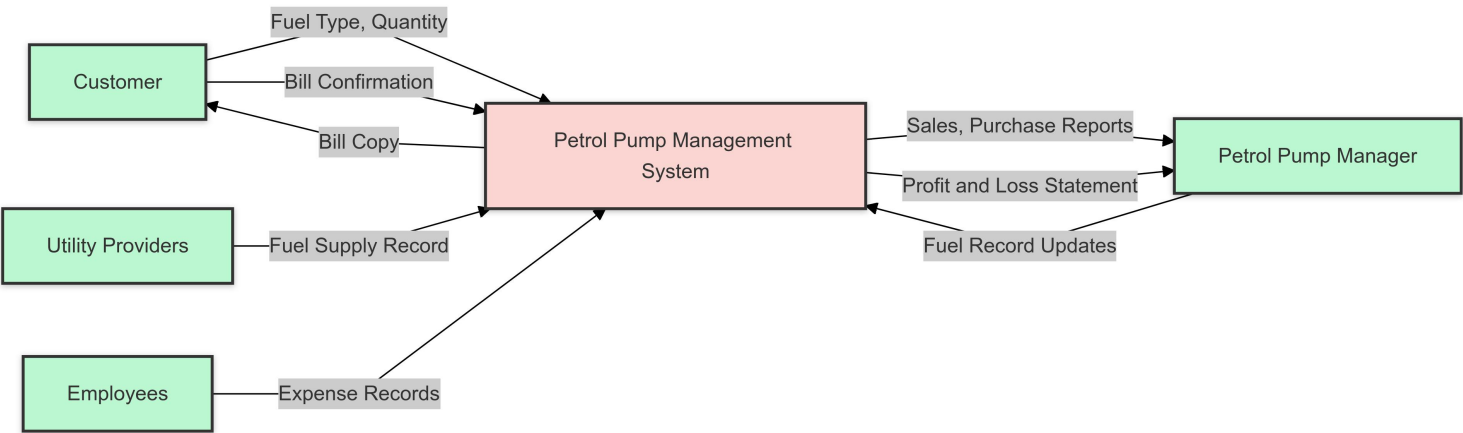 Fuel Type, Quantity
Customer
Bill Confirmation
Bill Copy
Petrol Pump Management
System
Sales, Purchase Reports
Profit and Loss Statement
Petrol Pump Manager
Fuel Record Updates
Utility Providers
Fuel Supply Record
Employees
Expense Records